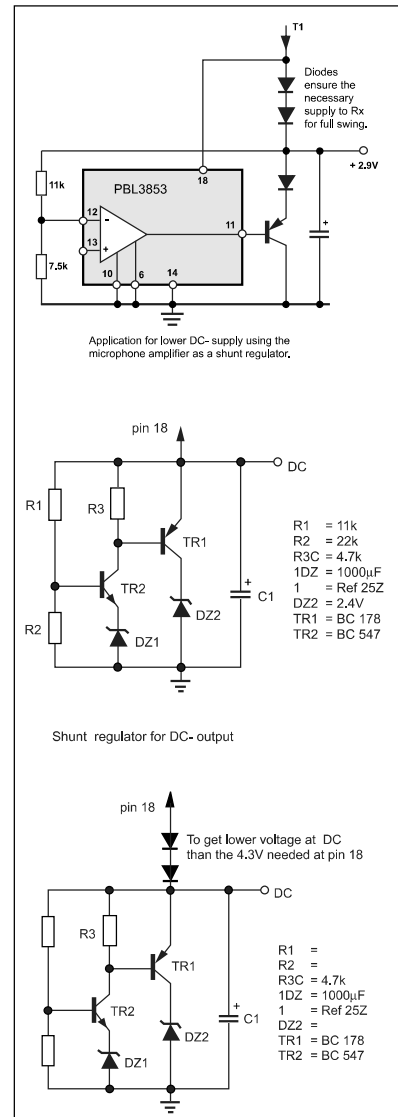 T1
Diodes
ensure the
necessary
supply to Rx
for full swing.
18
+ 2.9V
PBL3853
11k
12
-
13
+
11
+
7.5k
10
6
14
Application for lower DC- supply using the
microphone amplifier as a shunt regulator.
pin 18
DC
R1
R3
TR1
TR2
R2
DZ1
DZ2
+
C1
R1 = 11k
R2 = 22k
R3C = 4.7k
1DZ = 1000µF
1 = Ref 25Z
DZ2 = 2.4V
TR1 = BC 178
TR2 = BC 547
Shunt regulator for DC- output
pin 18
To get lower voltage at DC
than the 4.3V needed at pin 18
DC
R3
TR1
TR2
DZ1
DZ2
+
C1
R1 =
R2 =
R3C = 4.7k
1DZ = 1000µF
1 = Ref 25Z
DZ2 =
TR1 = BC 178
TR2 = BC 547